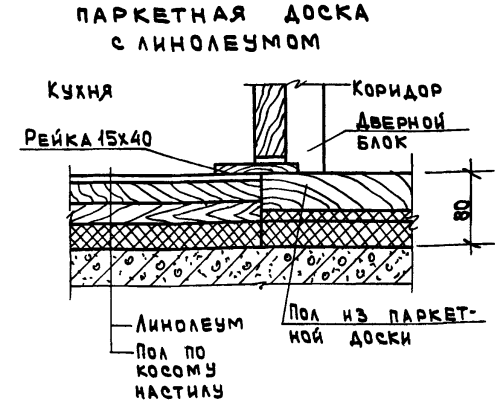 ПАРКЕТНАЯ ДОСКА
С ЛИНОЛЕУМОМ
КУХНЯ
КОРИДОР
РЕЙКА 15х40
ДВЕРНОЙ
БЛОК
80
ЛИНОЛЕУМ
ПОЛ ПО
КОСОМУ
НАСТИЛУ
ПОЛ ИЗ ПАРКЕТ-
НОЙ ДОСКИ